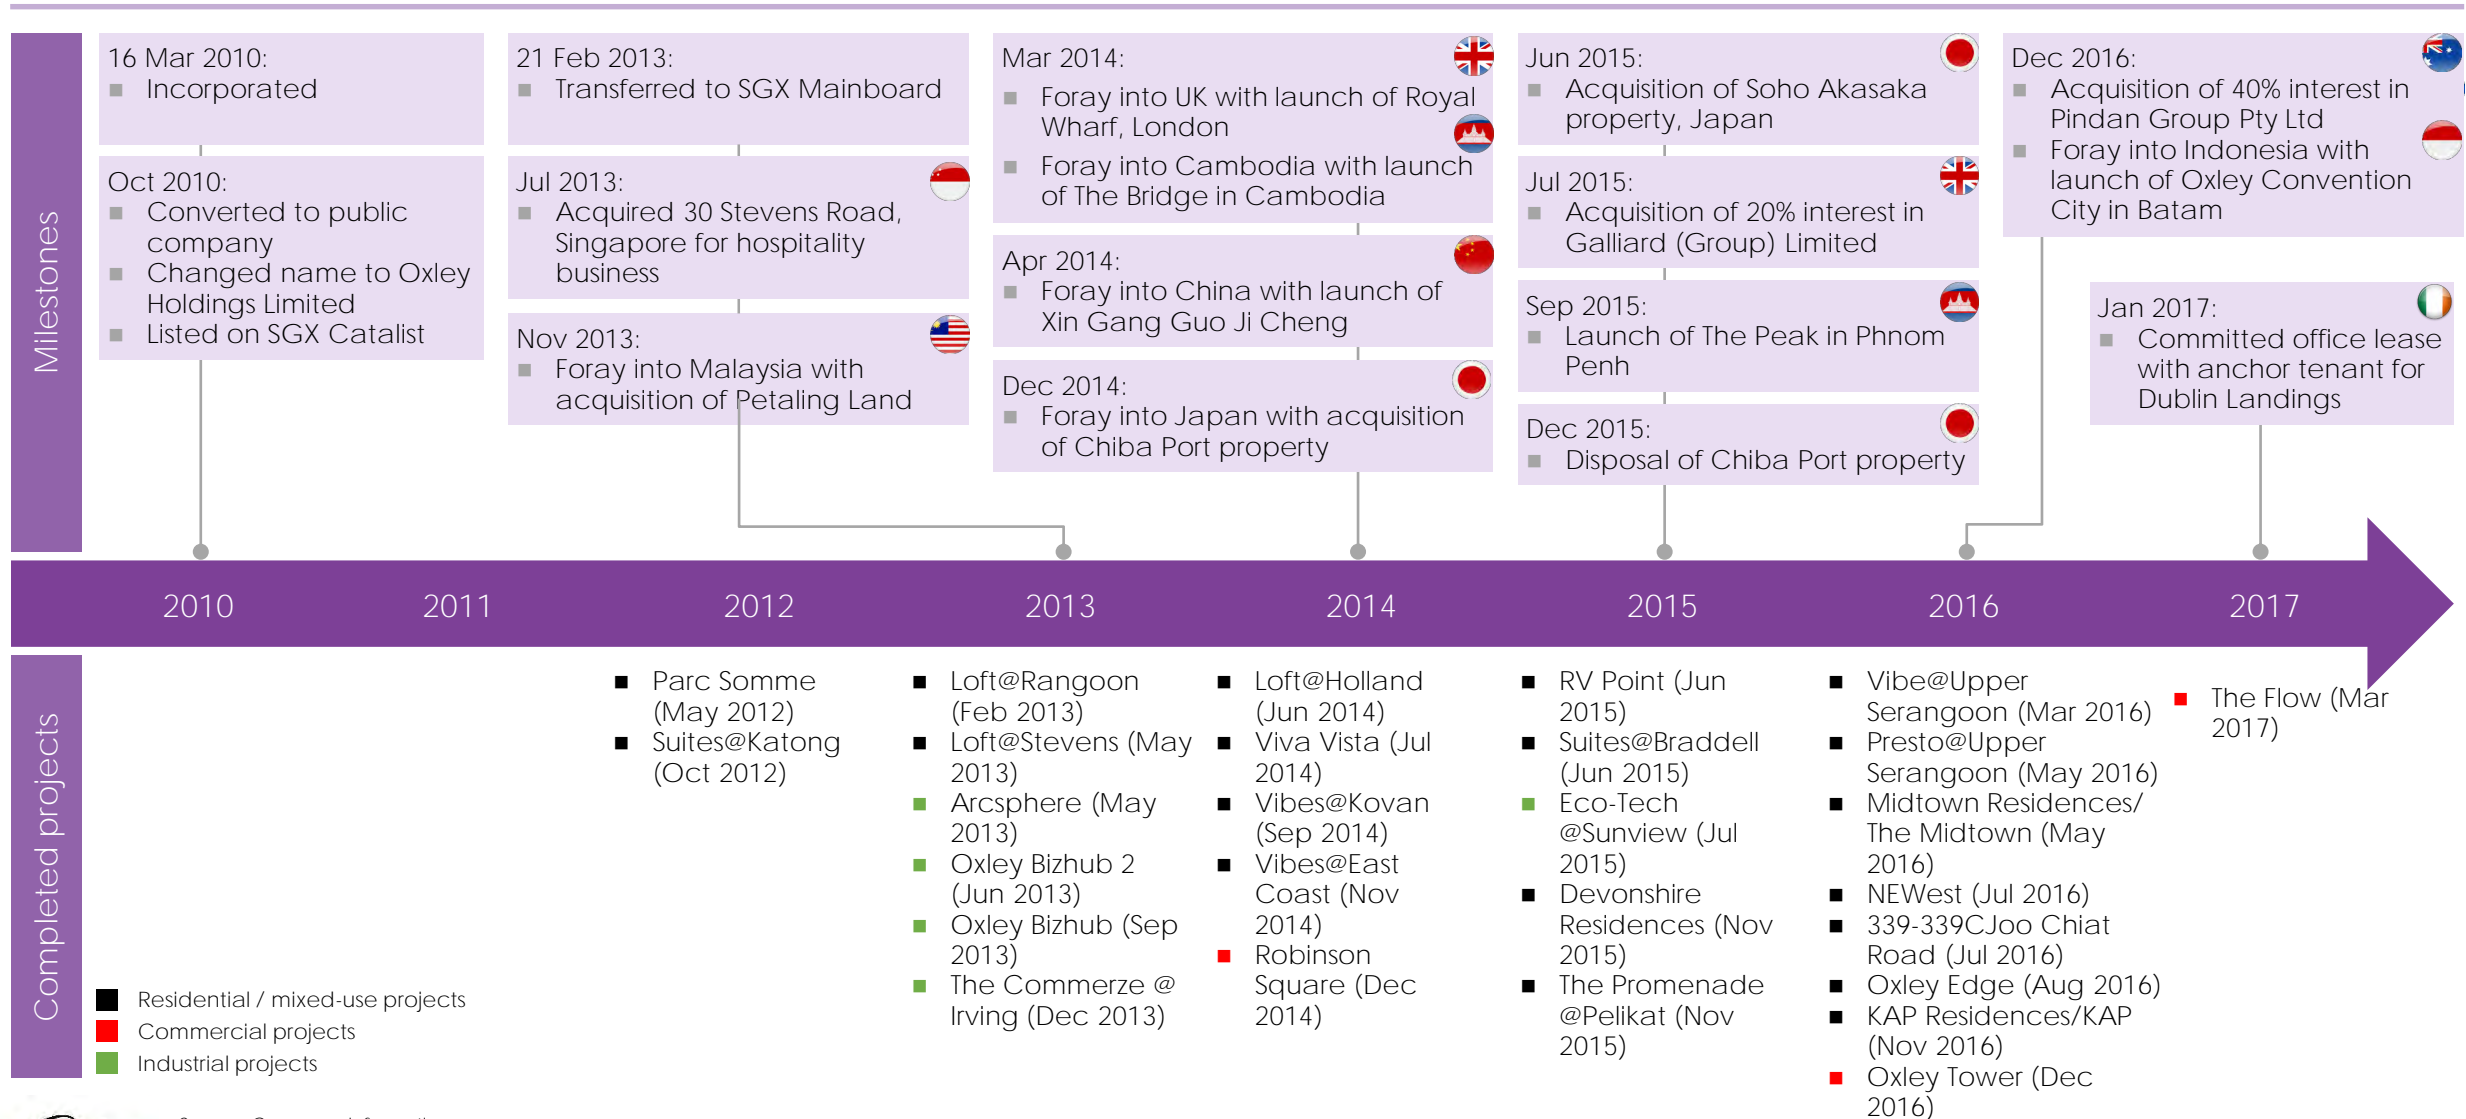 Milestones
16 Mar 2010:
Incorporated
Oct 2010:
Converted to public
company
Changed name to Oxley
Holdings Limited
Listed on SGX Catalist
21 Feb 2013:
Transferred to SGX Mainboard
Jul 2013:
Acquired 30 Stevens Road,
Singapore for hospitality
business
Nov 2013:
Foray into Malaysia with
acquisition of Petaling Land
Mar 2014:
Foray into UK with launch of Royal
Wharf, London
Foray into Cambodia with launch
of The Bridge in Cambodia
Apr 2014:
Foray into China with launch of
Xin Gang Guo Ji Cheng
Dec 2014:
Foray into Japan with acquisition
of Chiba Port property
Jun 2015:
Acquisition of Soho Akasaka
property, Japan
Jul 2015:
Acquisition of 20% interest in
Galliard (Group) Limited
Sep 2015:
Launch of The Peak in Phnom
Penh
Dec 2015:
Disposal of Chiba Port property
Dec 2016:
Acquisition of 40% interest in
Pindan Group Pty Ltd
Foray into Indonesia with
launch of Oxley Convention
City in Batam
Jan 2017:
Committed office lease
with anchor tenant for
Dublin Landings
2010
2011
2012
2013
2014
2015
2016
2017
Completed projects
Parc Somme
(May 2012)
Suites@Katong
(Oct 2012)
Loft@Rangoon
(Feb 2013)
Loft@Stevens (May
2013)
Arcsphere (May
2013)
Oxley Bizhub 2
(Jun 2013)
Oxley Bizhub (Sep
2013)
The Commerze @
Irving (Dec 2013)
Loft@Holland
(Jun 2014)
Viva Vista (Jul
2014)
Vibes@Kovan
(Sep 2014)
Vibes@East
Coast (Nov
2014)
Robinson
Square (Dec
2014)
RV Point (Jun
2015)
Suites@Braddell
(Jun 2015)
Eco-Tech
@Sunview (Jul
2015)
Devonshire
Residences (Nov
2015)
The Promenade
@Pelikat (Nov
2015)
Vibe@Upper
Serangoon (Mar 2016)
Presto@Upper
Serangoon (May 2016)
Midtown Residences/
The Midtown (May
2016)
NEWest (Jul 2016)
339-339CJoo Chiat
Road (Jul 2016)
Oxley Edge (Aug 2016)
KAP Residences/KAP
(Nov 2016)
Oxley Tower (Dec
2016)
The Flow (Mar
2017)
Residential / mixed-use projects
Commercial projects
Industrial projects